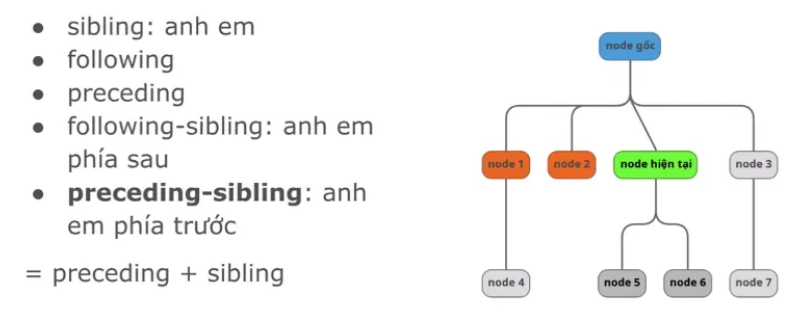 ● sibling: anh em
● following
● preceding
● following-sibling: anh em
phía sau
● preceding-sibling: anh
em phía trước
= preceding + sibling
node gốc
node 1
node 2
node hiện tại
node 3
node 4
node 5
node 6
node 7